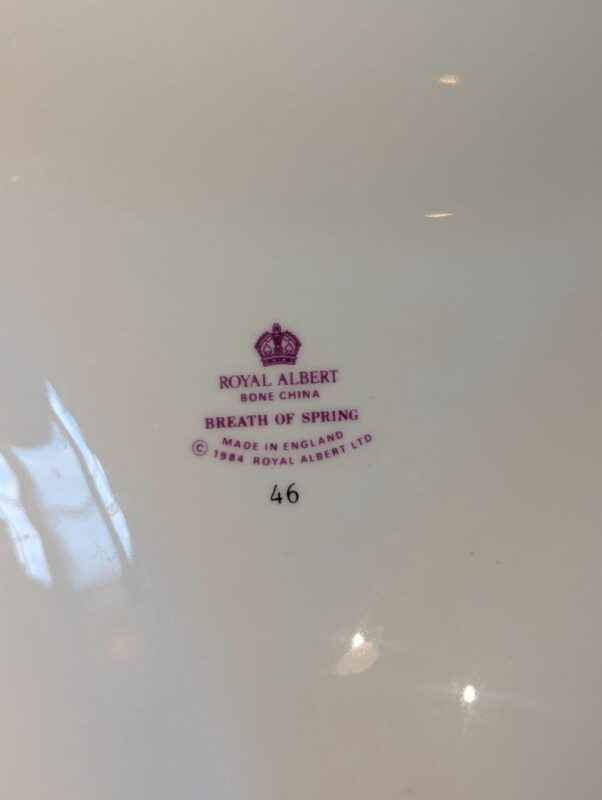 ROYAL ALBERT
BONE CHINA
BREATH OF SPRING
MADE IN ENGLAND
© 1984 ROYAL ALBERT LTD
46